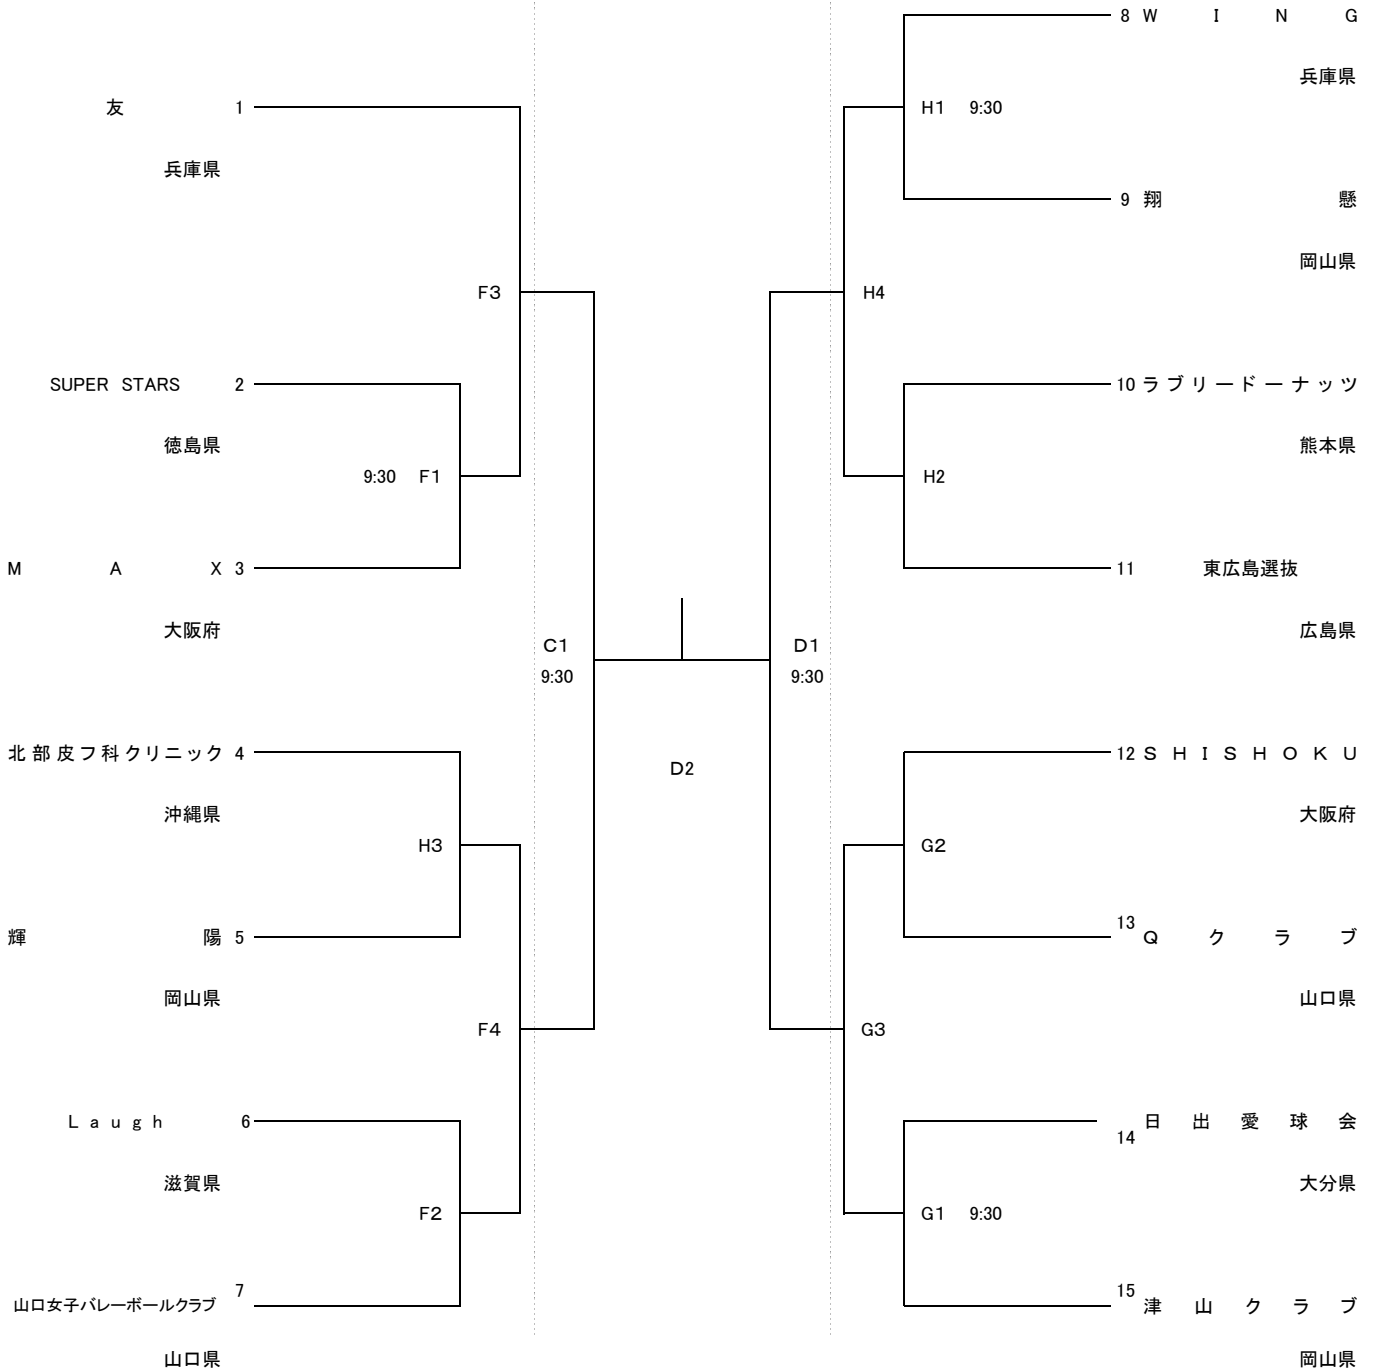 友 1
兵庫県
F3
SUPER STARS 2
徳島県
9:30 F1
M A X 3
大阪府
C1
9:30
北部皮フ科クリニック 4
沖縄県
H3
輝 陽 5
岡山県
F4
Laugh 6
滋賀県
F2
山口女子バレーボールクラブ 7
山口県
D2
8 W I N G
兵庫県
H1 9:30
9 翔 懸
岡山県
H4
10 ラブリードーナッツ
熊本県
H2
11 東広島選抜
広島県
D1
9:30
12 SHISHOKU
大阪府
G2
13 Qクラブ
山口県
G3
14 日出愛球会
大分県
G1 9:30
15 津山クラブ
岡山県